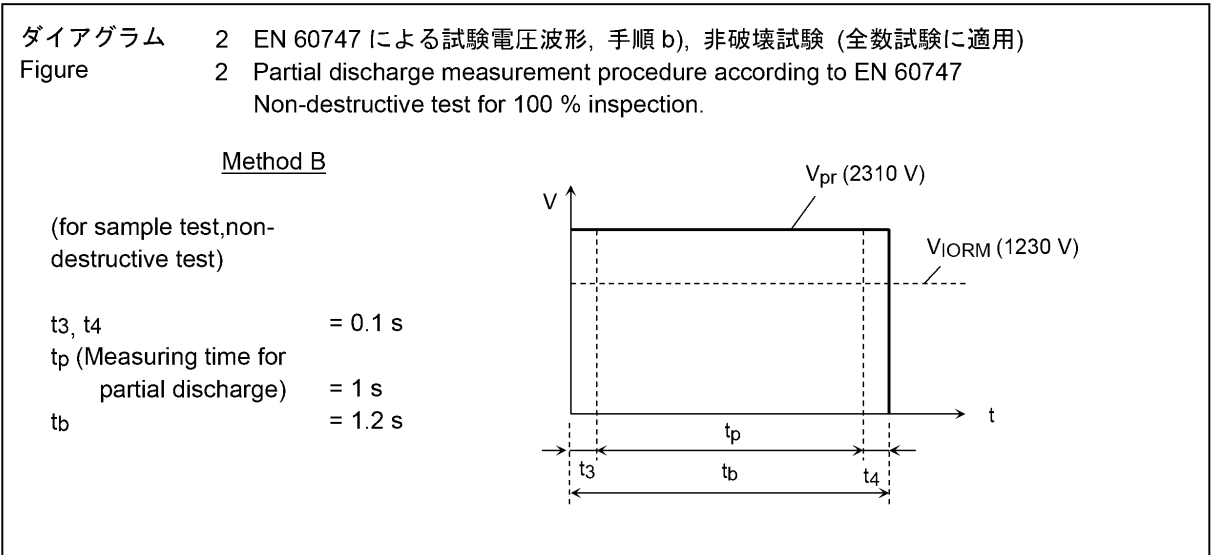 ダイアグラム 2 EN 60747 による試験電圧波形, 手順 b), 非破壊試験 (全数試験に適用)
Figure 2 Partial discharge measurement procedure according to EN 60747
Non-destructive test for 100 % inspection.
Method B
(for sample test,non-
destructive test)
t3, t4 = 0.1 s
tp (Measuring time for
partial discharge) = 1 s
tb = 1.2 s
Vpr (2310 V)
V
VIORM (1230 V)
t
tp
t3
tb
t4